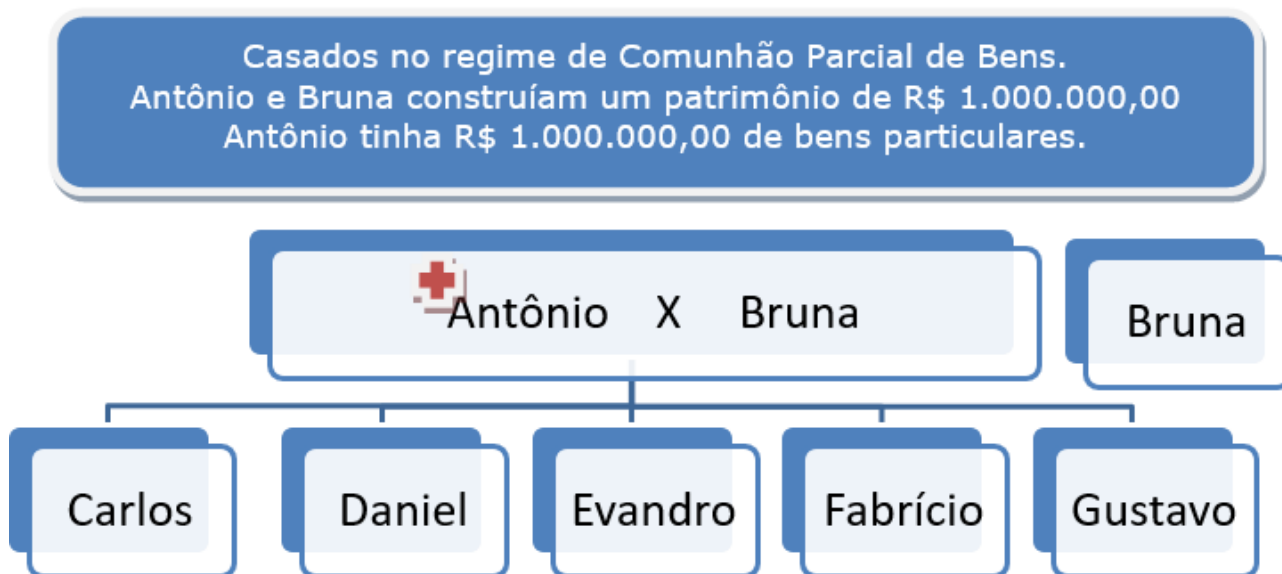 Casados no regime de Comunhão Parcial de Bens.
Antônio e Bruna construíam um patrimônio de R$ 1.000.000,00
Antônio tinha R$ 1.000.000,00 de bens particulares.
Antônio X Bruna
Bruna
Carlos
Daniel
Evandro
Fabrício
Gustavo